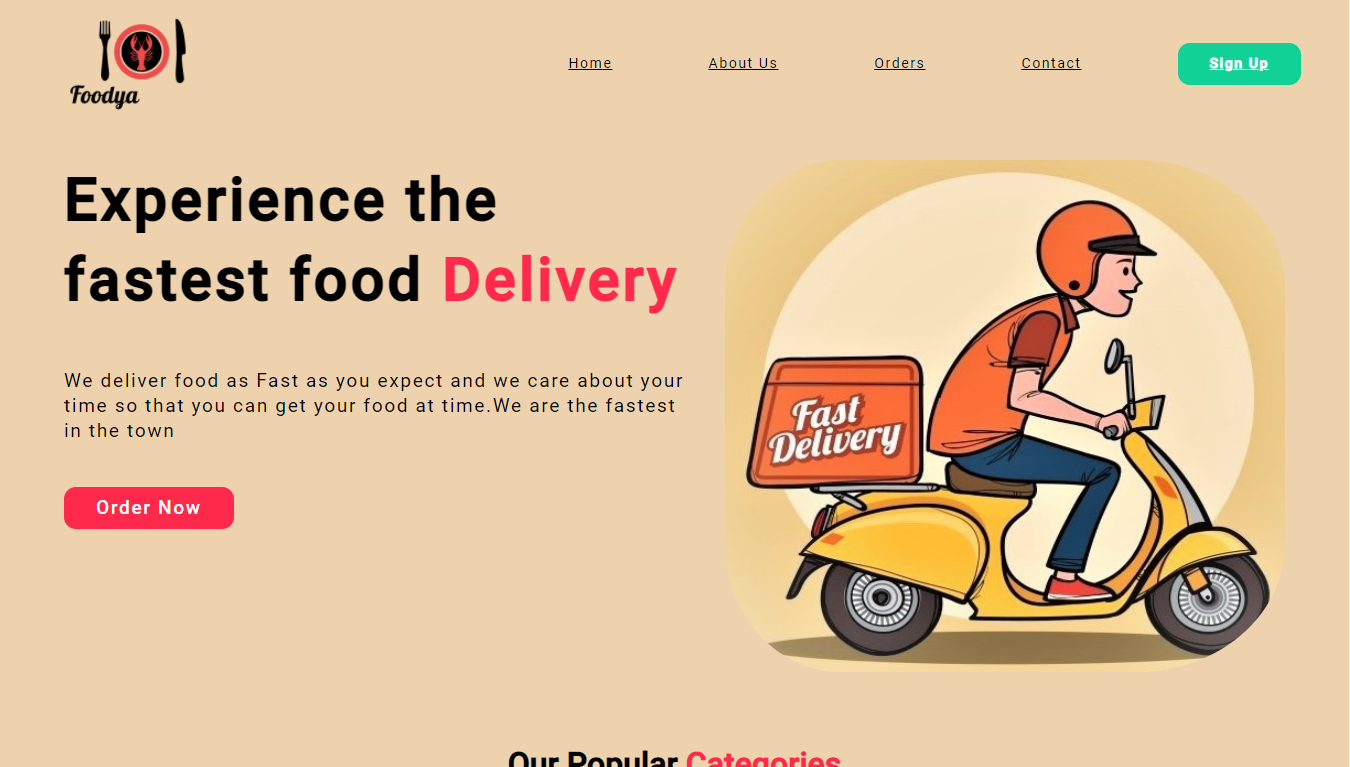 Foodya
Home
About Us
Orders
Contact
Sign Up
Experience the
fastest food Delivery
We deliver food as Fast as you expect and we care about your
time so that you can get your food at time.We are the fastest
in the town
Order Now
Fast
Delivery
Our Popular Categories